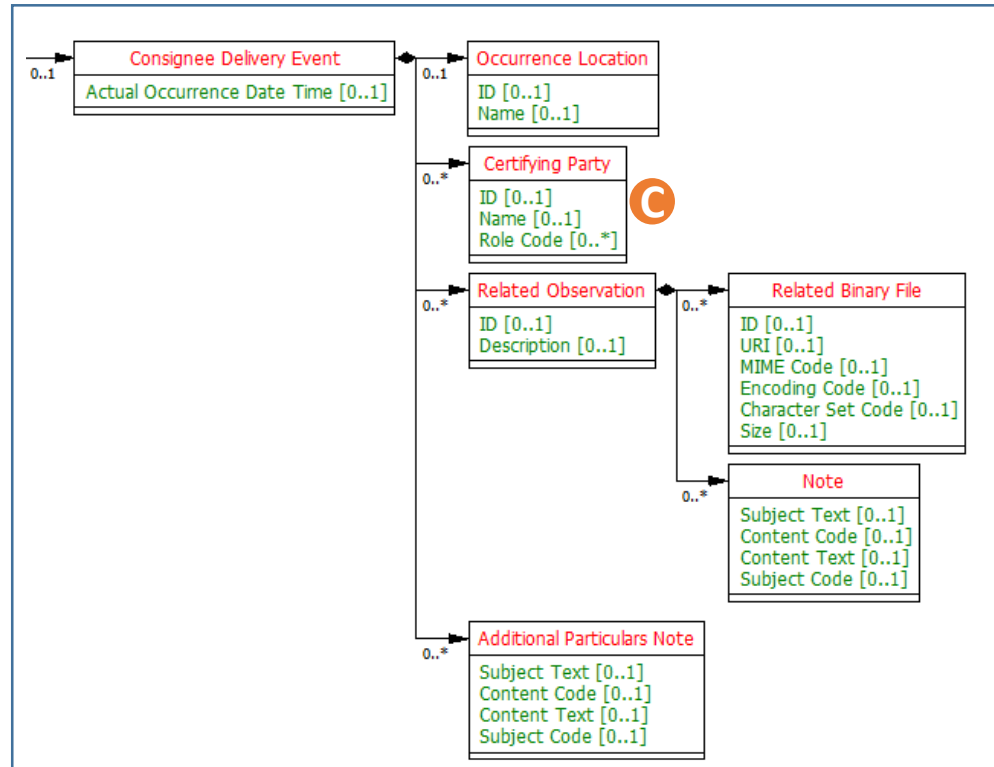 Consignee Delivery Event
0..1
Actual Occurrence Date Time [0..1]
Occurrence Location
0..1
ID [0..1]
Name [0..1]
Certifying Party
0..*
ID [0..1]
Name [0..1]
Role Code [0..*]
C
Related Observation
0..*
ID [0..1]
Description [0..1]
Related Binary File
0..*
ID [0..1]
URI [0..1]
MIME Code [0..1]
Encoding Code [0..1]
Character Set Code [0..1]
Size [0..1]
Note
0..*
Subject Text [0..1]
Content Code [0..1]
Content Text [0..1]
Subject Code [0..1]
Additional Particulars Note
0..*
Subject Text [0..1]
Content Code [0..1]
Content Text [0..1]
Subject Code [0..1]